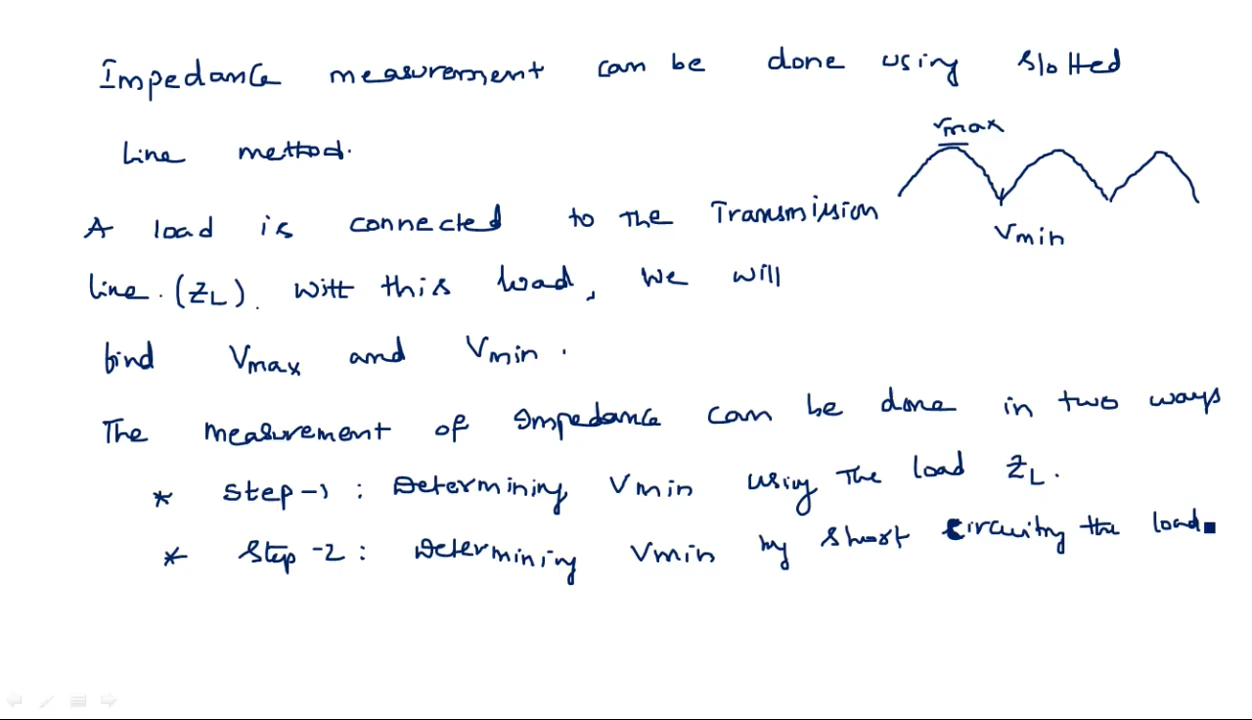 Impedance measurement can be done using slotted
line method.
Vmax
Vmin
A load is connected to the Transmission
line. (ZL). With this load, we will
find Vmax and Vmin.
The measurement of Impedance can be done in two ways
* Step-1 : Determining Vmin using the load ZL.
* Step-2 : Determining Vmin by short circuiting the load.